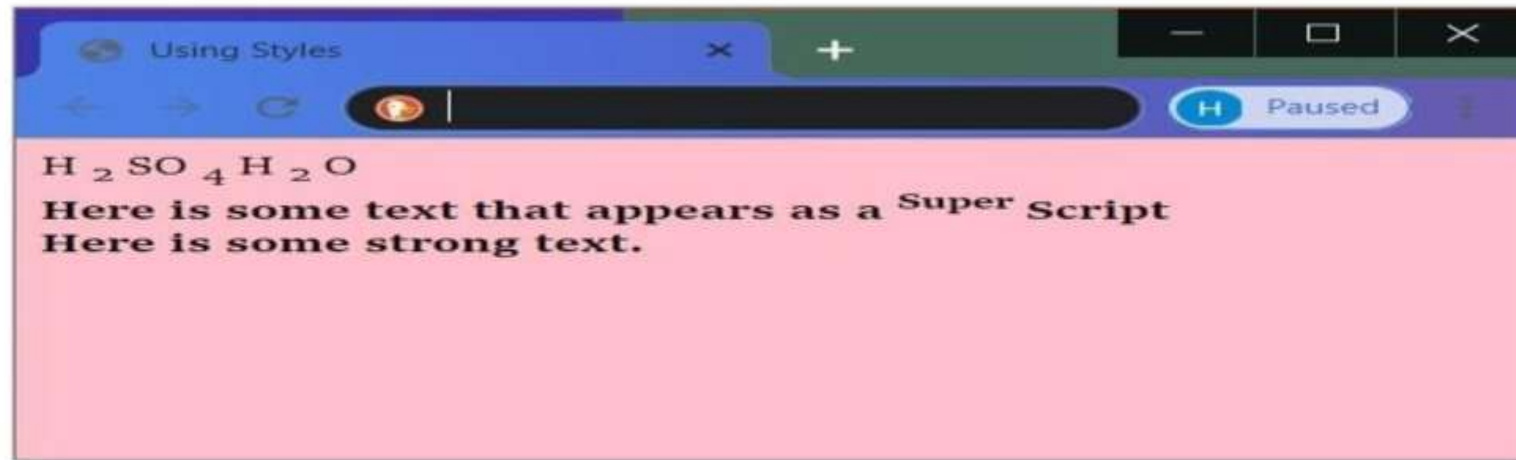 Using Styles
H Paused
H ₂ SO ₄ H ₂ O
Here is some text that appears as a ^Super Script
Here is some strong text.